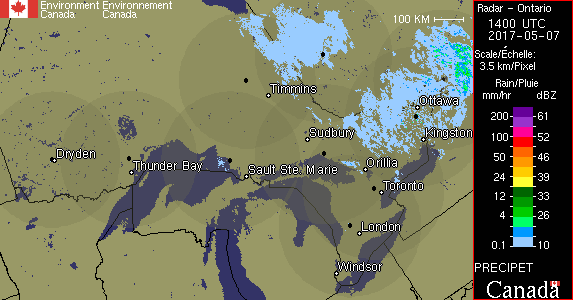 Environment Environnement
Canada Canada
100 KM
Timmins
Ottawa
Sudbury
Kingston
Dryden
Thunder Bay
Sault Ste. Marie
Orillia
Toronto
London
Windsor
Radar - Ontario
1400 UTC
2017-05-07
Scale/Échelle:
3.5 km/Pixel
Rain/Pluie
mm/hr dBZ
200 61
100 52
50 46
24 39
12 33
4 26
0.1 10
PRECIPET
Canada